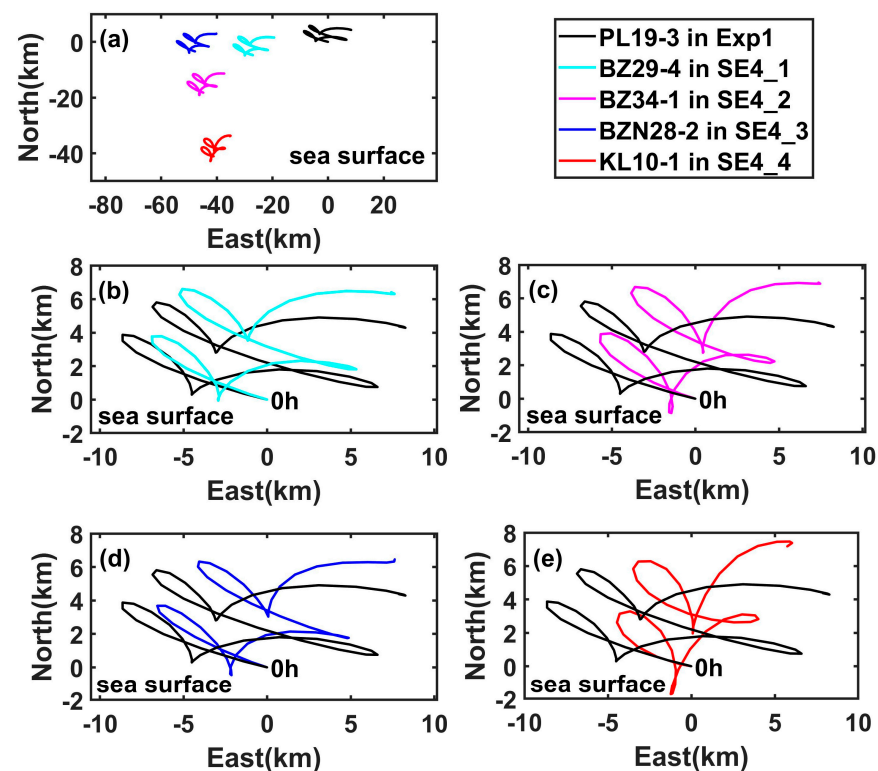 (a)
0
-20
-40
North(km)
sea surface
-80 -60 -40 -20 0 20
East(km)
PL19-3 in Exp1
BZ29-4 in SE4_1
BZ34-1 in SE4_2
BZN28-2 in SE4_3
KL10-1 in SE4_4
(b)
8
6
4
2
0
-2
North(km)
0h
sea surface
-10 -5 0 5 10
East(km)
(c)
8
6
4
2
0
-2
North(km)
0h
sea surface
-10 -5 0 5 10
East(km)
(d)
8
6
4
2
0
-2
North(km)
0h
sea surface
-10 -5 0 5 10
East(km)
(e)
8
6
4
2
0
-2
North(km)
0h
sea surface
-10 -5 0 5 10
East(km)